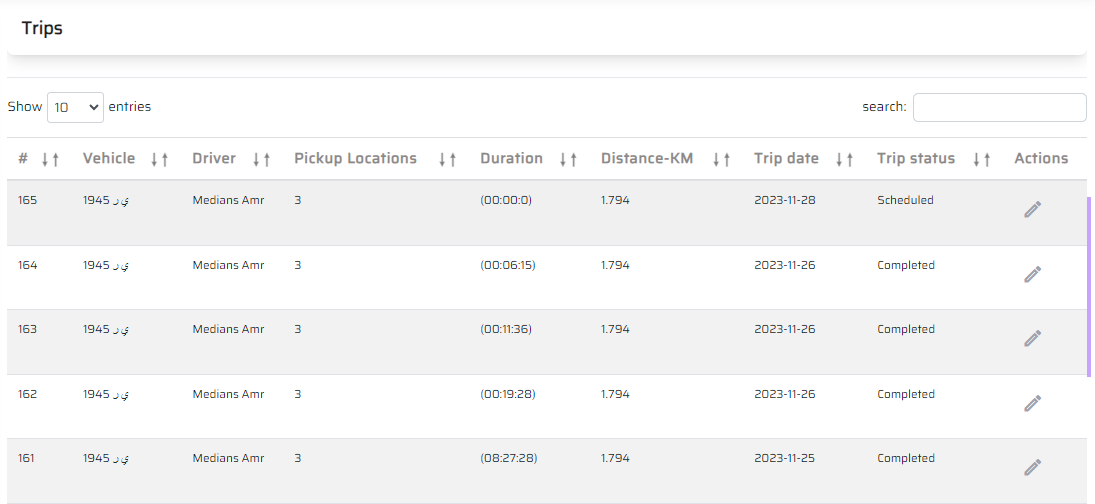 Trips
Show 10 entries search:
# Vehicle Driver Pickup Locations Duration Distance-KM Trip date Trip status Actions
165 ي ر 1945 Medians Amr 3 (00:00:0) 1.794 2023-11-28 Scheduled
164 ي ر 1945 Medians Amr 3 (00:06:15) 1.794 2023-11-26 Completed
163 ي ر 1945 Medians Amr 3 (00:11:36) 1.794 2023-11-26 Completed
162 ي ر 1945 Medians Amr 3 (00:19:28) 1.794 2023-11-26 Completed
161 ي ر 1945 Medians Amr 3 (08:27:28) 1.794 2023-11-25 Completed